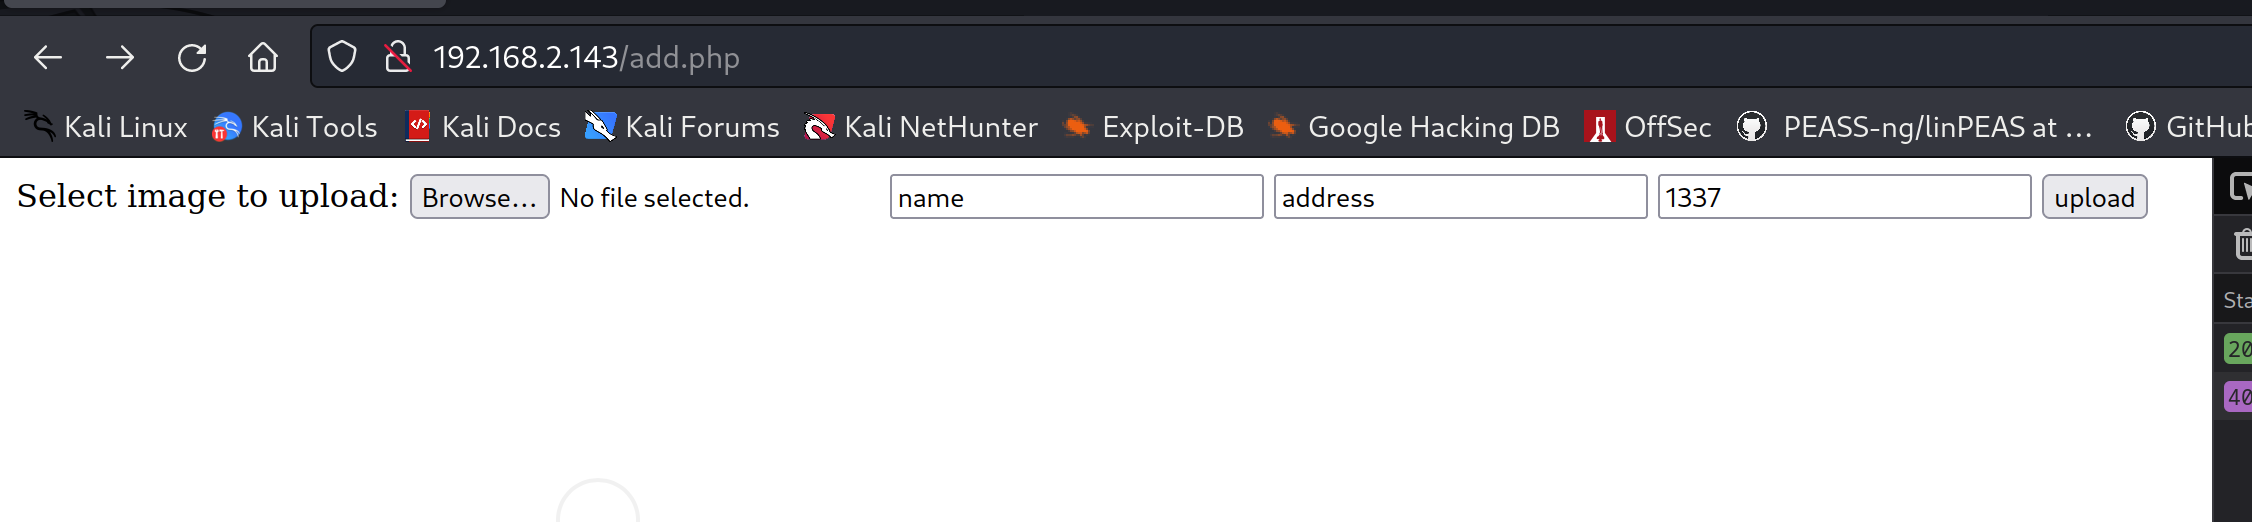 192.168.2.143/add.php
Kali Linux Kali Tools Kali Docs Kali Forums Kali NetHunter Exploit-DB Google Hacking DB OffSec PEASS-ng/linPEAS at … GitHub
Select image to upload: Browse... No file selected. name address 1337 upload
Sta
20
40